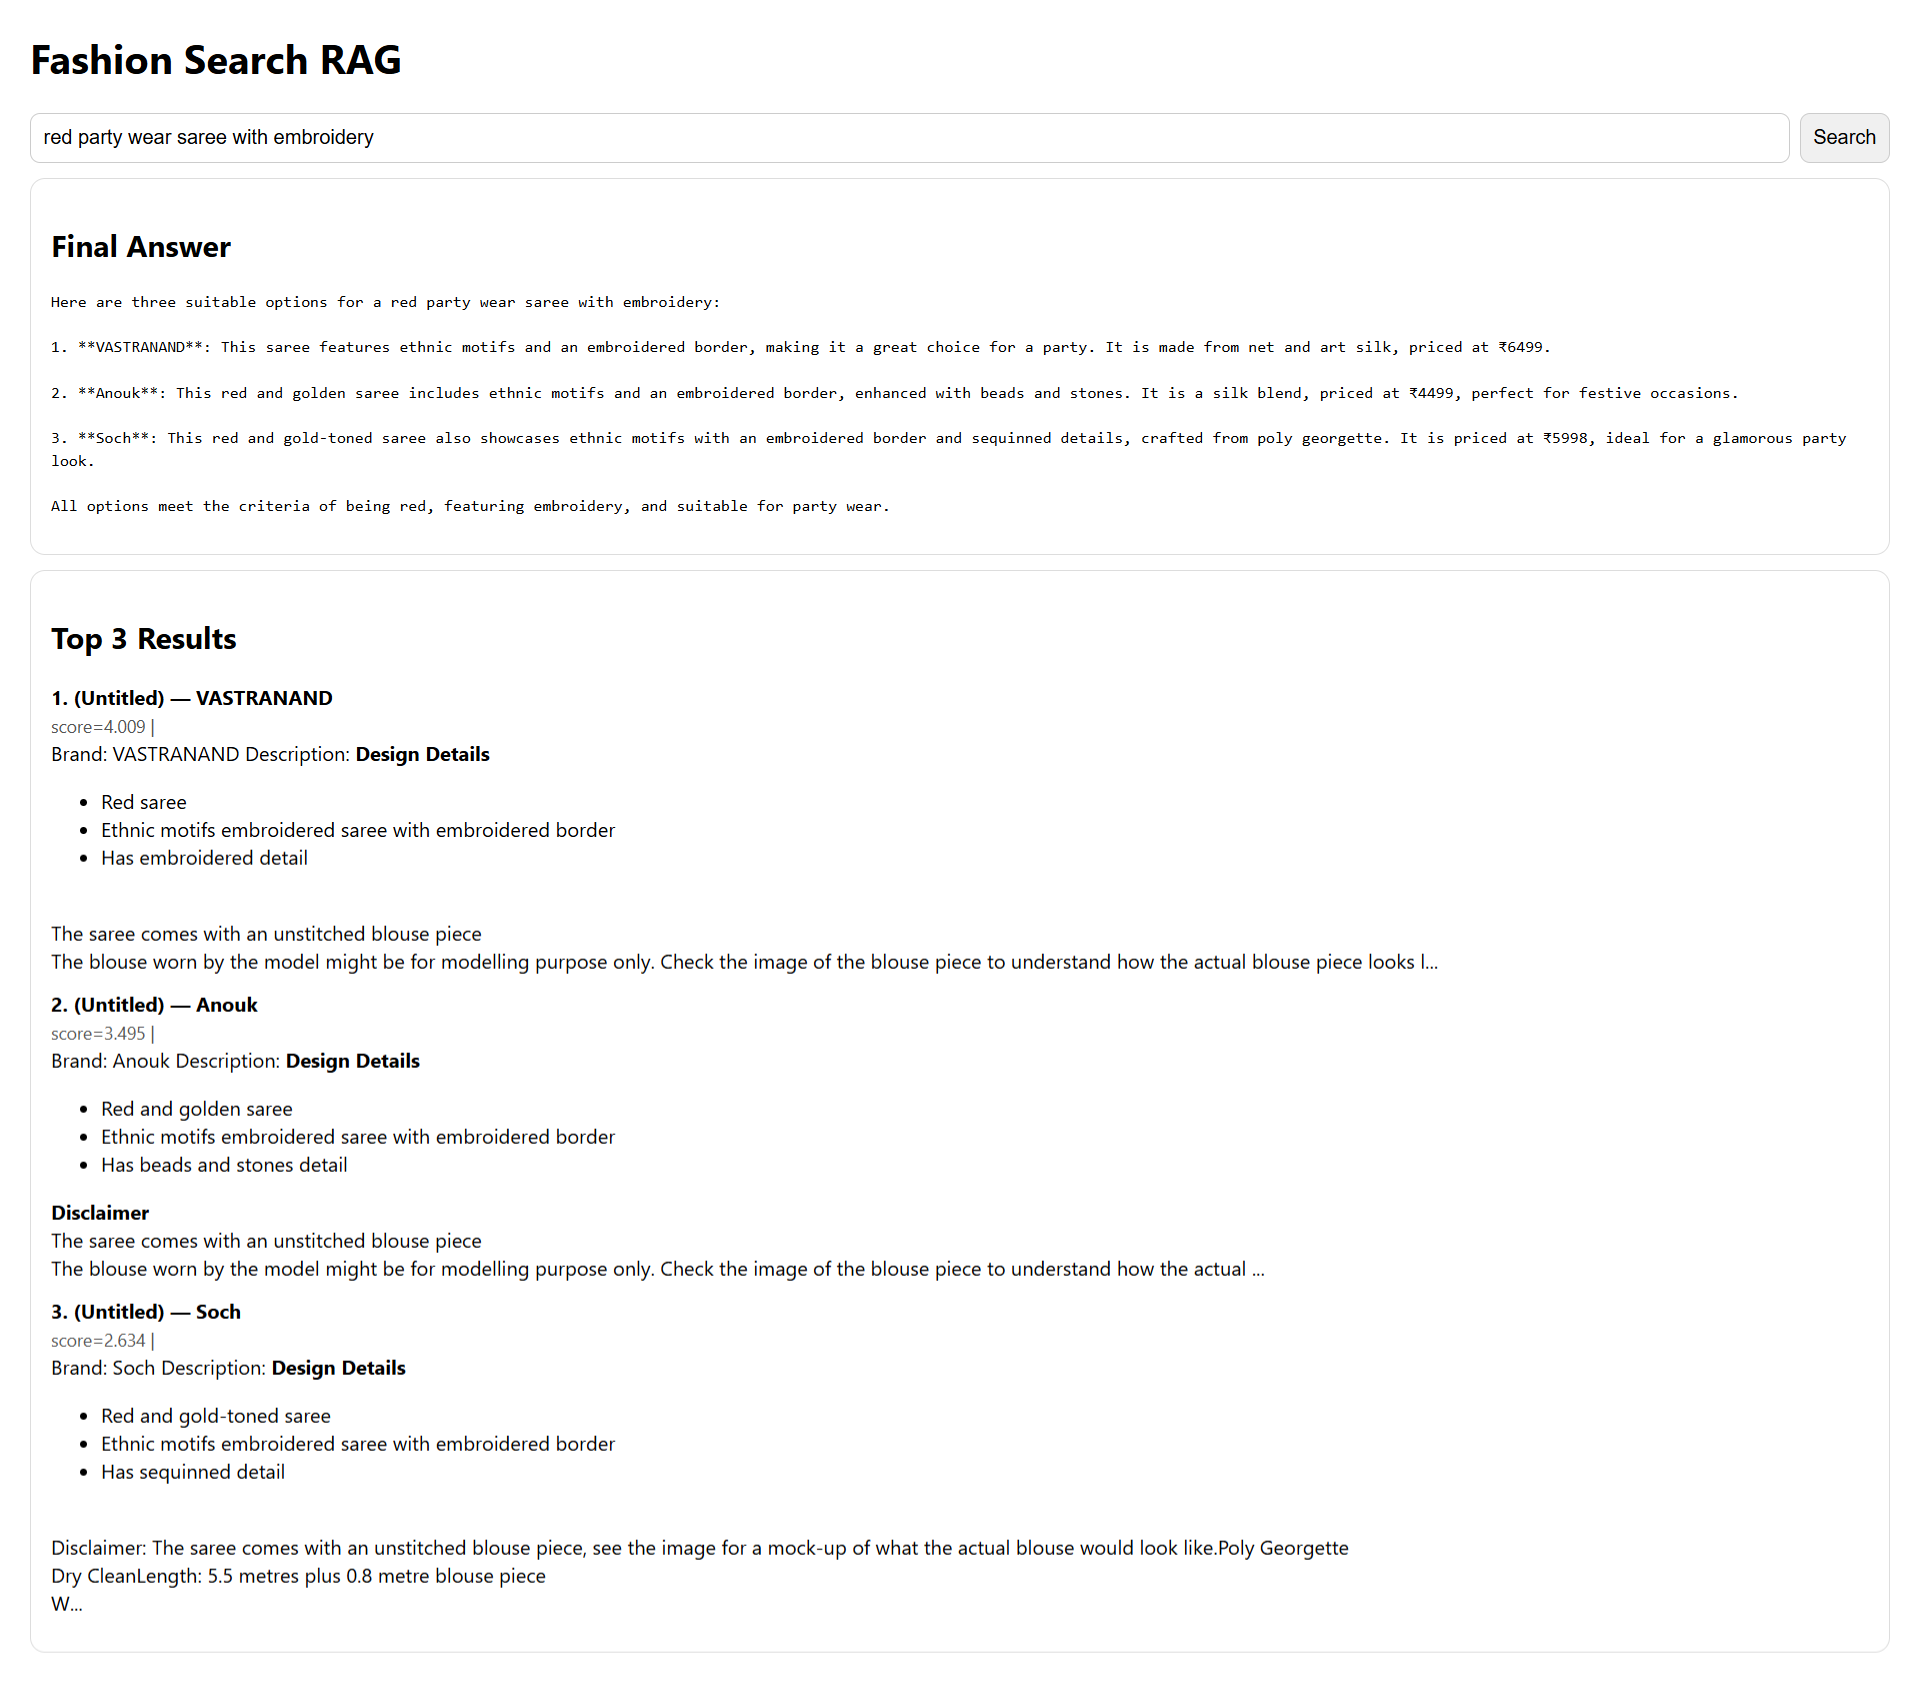 Fashion Search RAG
red party wear saree with embroidery
Search
Final Answer
Here are three suitable options for a red party wear saree with embroidery:
1. **VASTRANAND**: This saree features ethnic motifs and an embroidered border, making it a great choice for a party. It is made from net and art silk, priced at ₹6499.
2. **Anouk**: This red and golden saree includes ethnic motifs and an embroidered border, enhanced with beads and stones. It is a silk blend, priced at ₹4499, perfect for festive occasions.
3. **Soch**: This red and gold-toned saree also showcases ethnic motifs with an embroidered border and sequinned details, crafted from poly georgette. It is priced at ₹5998, ideal for a glamorous party
look.
All options meet the criteria of being red, featuring embroidery, and suitable for party wear.
Top 3 Results
1. (Untitled) — VASTRANAND
score=4.009 |
Brand: VASTRANAND Description: Design Details
• Red saree
• Ethnic motifs embroidered saree with embroidered border
• Has embroidered detail
The saree comes with an unstitched blouse piece
The blouse worn by the model might be for modelling purpose only. Check the image of the blouse piece to understand how the actual blouse piece looks l...
2. (Untitled) — Anouk
score=3.495 |
Brand: Anouk Description: Design Details
• Red and golden saree
• Ethnic motifs embroidered saree with embroidered border
• Has beads and stones detail
Disclaimer
The saree comes with an unstitched blouse piece
The blouse worn by the model might be for modelling purpose only. Check the image of the blouse piece to understand how the actual ...
3. (Untitled) — Soch
score=2.634 |
Brand: Soch Description: Design Details
• Red and gold-toned saree
• Ethnic motifs embroidered saree with embroidered border
• Has sequinned detail
Disclaimer: The saree comes with an unstitched blouse piece, see the image for a mock-up of what the actual blouse would look like.Poly Georgette
Dry CleanLength: 5.5 metres plus 0.8 metre blouse piece
W...